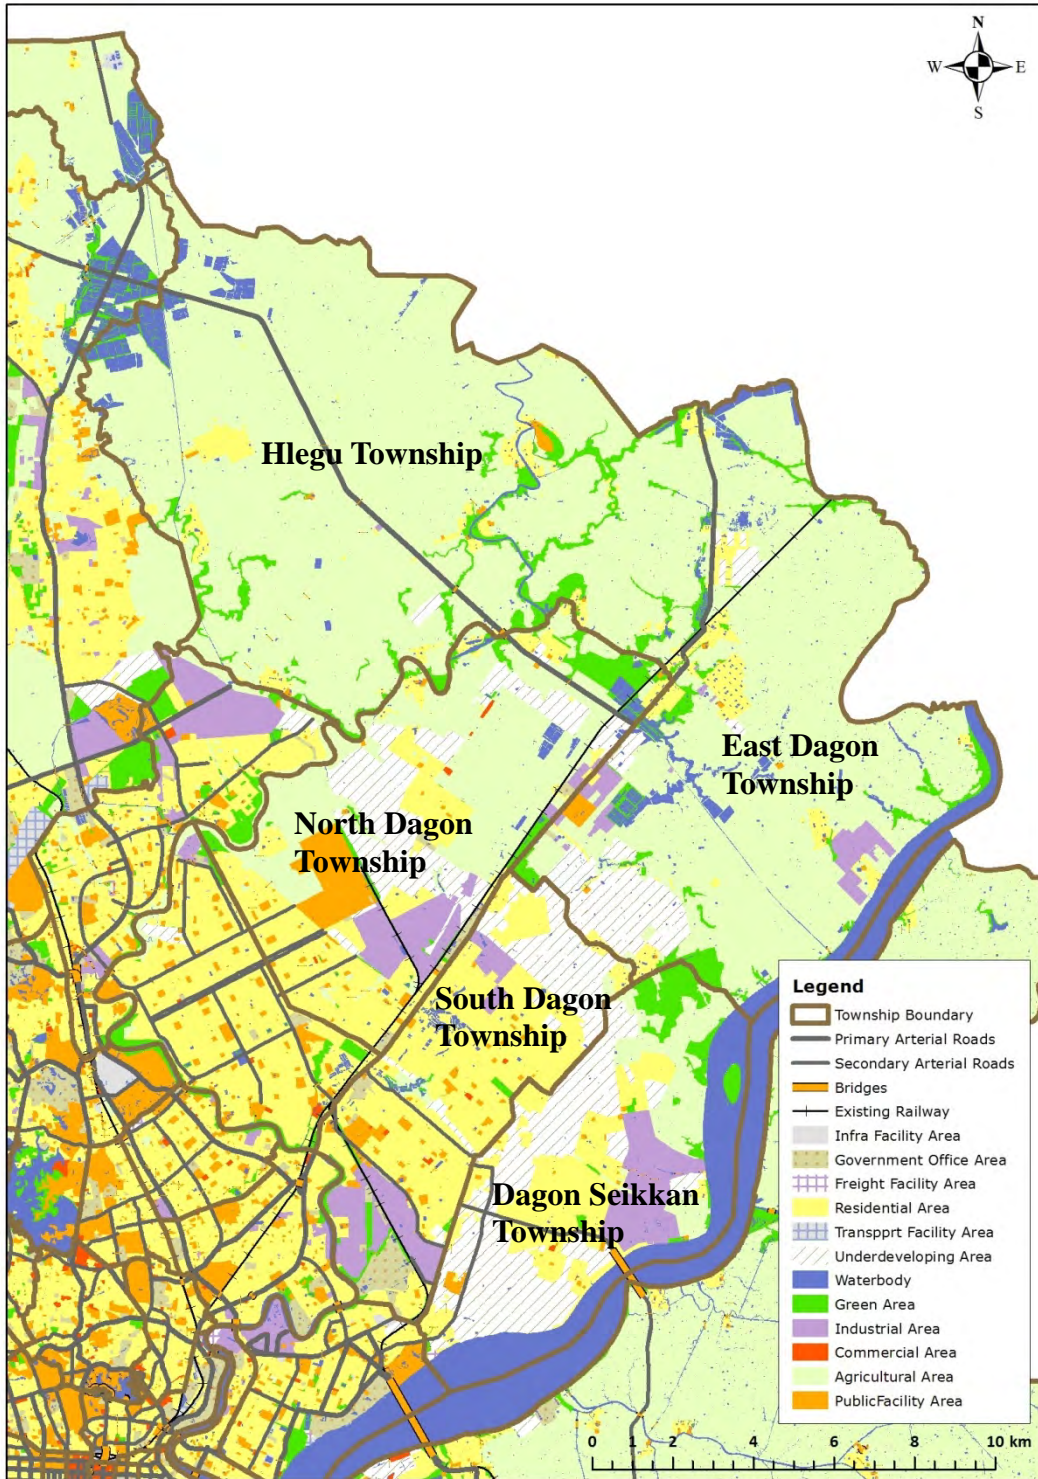 N
W E
S
Hlegu Township
East Dagon
Township
North Dagon
Township
South Dagon
Township
Dagon Seikkan
Township
Legend
Township Boundary
Primary Arterial Roads
Secondary Arterial Roads
Bridges
Existing Railway
Infra Facility Area
Government Office Area
Freight Facility Area
Residential Area
Transpprt Facility Area
Underdeveloping Area
Waterbody
Green Area
Industrial Area
Commercial Area
Agricultural Area
PublicFacility Area
0 1 2 4 6 8 10 km